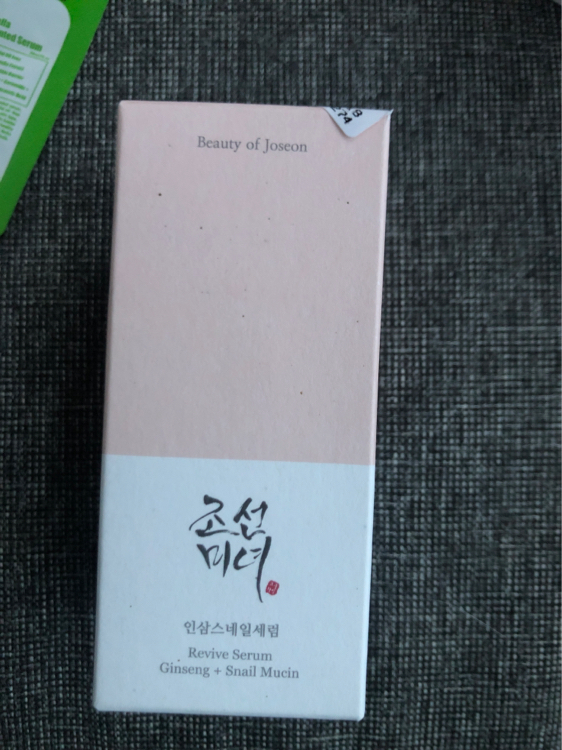 Beauty of Joseon
조선
미녀
인삼스네일세럼
Revive Serum
Ginseng + Snail Mucin